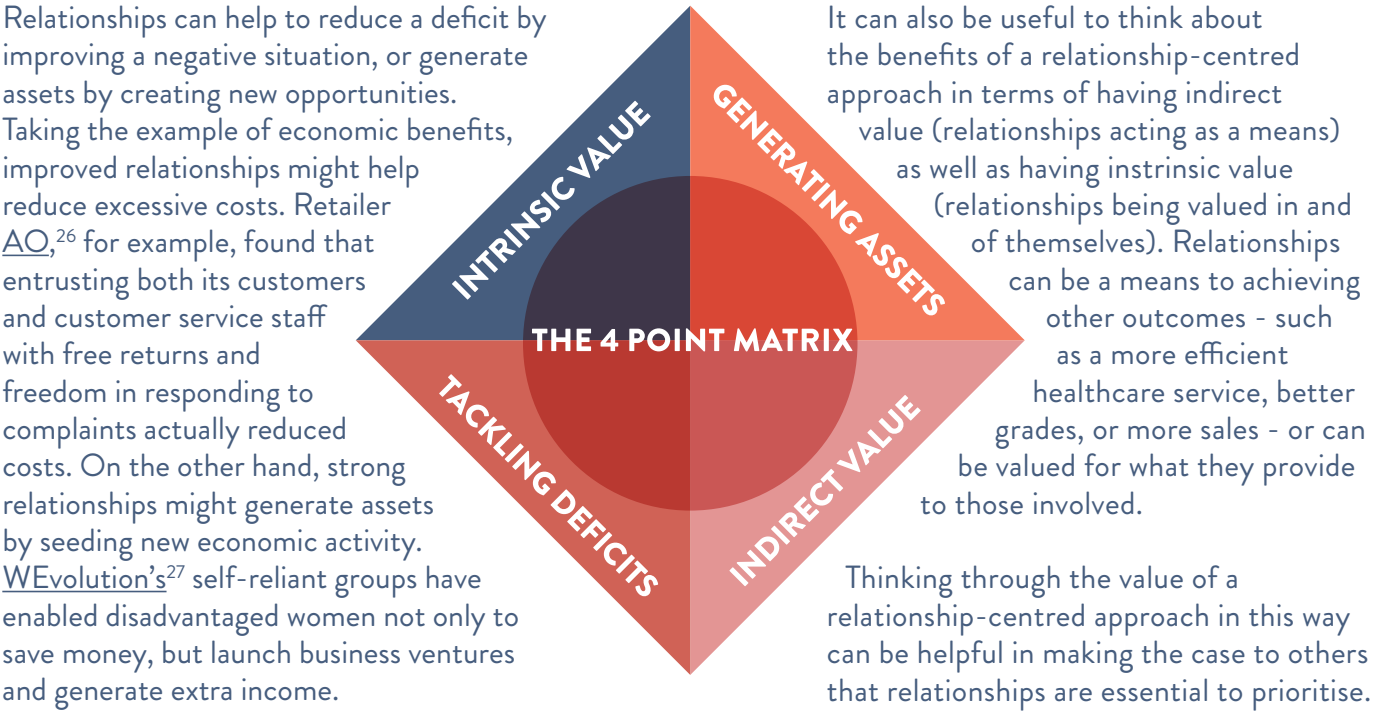 Relationships can help to reduce a deficit by
improving a negative situation, or generate
assets by creating new opportunities.
Taking the example of economic benefits,
improved relationships might help
reduce excessive costs. Retailer
AO,26 for example, found that
entrusting both its customers
and customer service staff
with free returns and
freedom in responding to
complaints actually reduced
costs. On the other hand, strong
relationships might generate assets
by seeding new economic activity.
WEvolution's27 self-reliant groups have
enabled disadvantaged women not only to
save money, but launch business ventures
and generate extra income.
INTRINSIC VALUE
GENERATING ASSETS
THE 4 POINT MATRIX
TACKLING DEFICITS
INDIRECT VALUE
It can also be useful to think about
the benefits of a relationship-centred
approach in terms of having indirect
value (relationships acting as a means)
as well as having instrinsic value
(relationships being valued in and
of themselves). Relationships
can be a means to achieving
other outcomes - such
as a more efficient
healthcare service, better
grades, or more sales - or can
be valued for what they provide
to those involved.
Thinking through the value of a
relationship-centred approach in this way
can be helpful in making the case to others
that relationships are essential to prioritise.